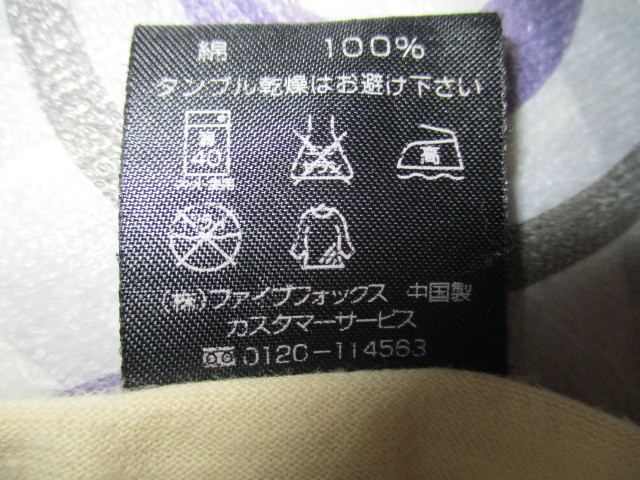 綿 100%
タンブル乾燥はお避け下さい
40
高
(株)ファイブフォックス 中国製
カスタマーサービス
0120-114563